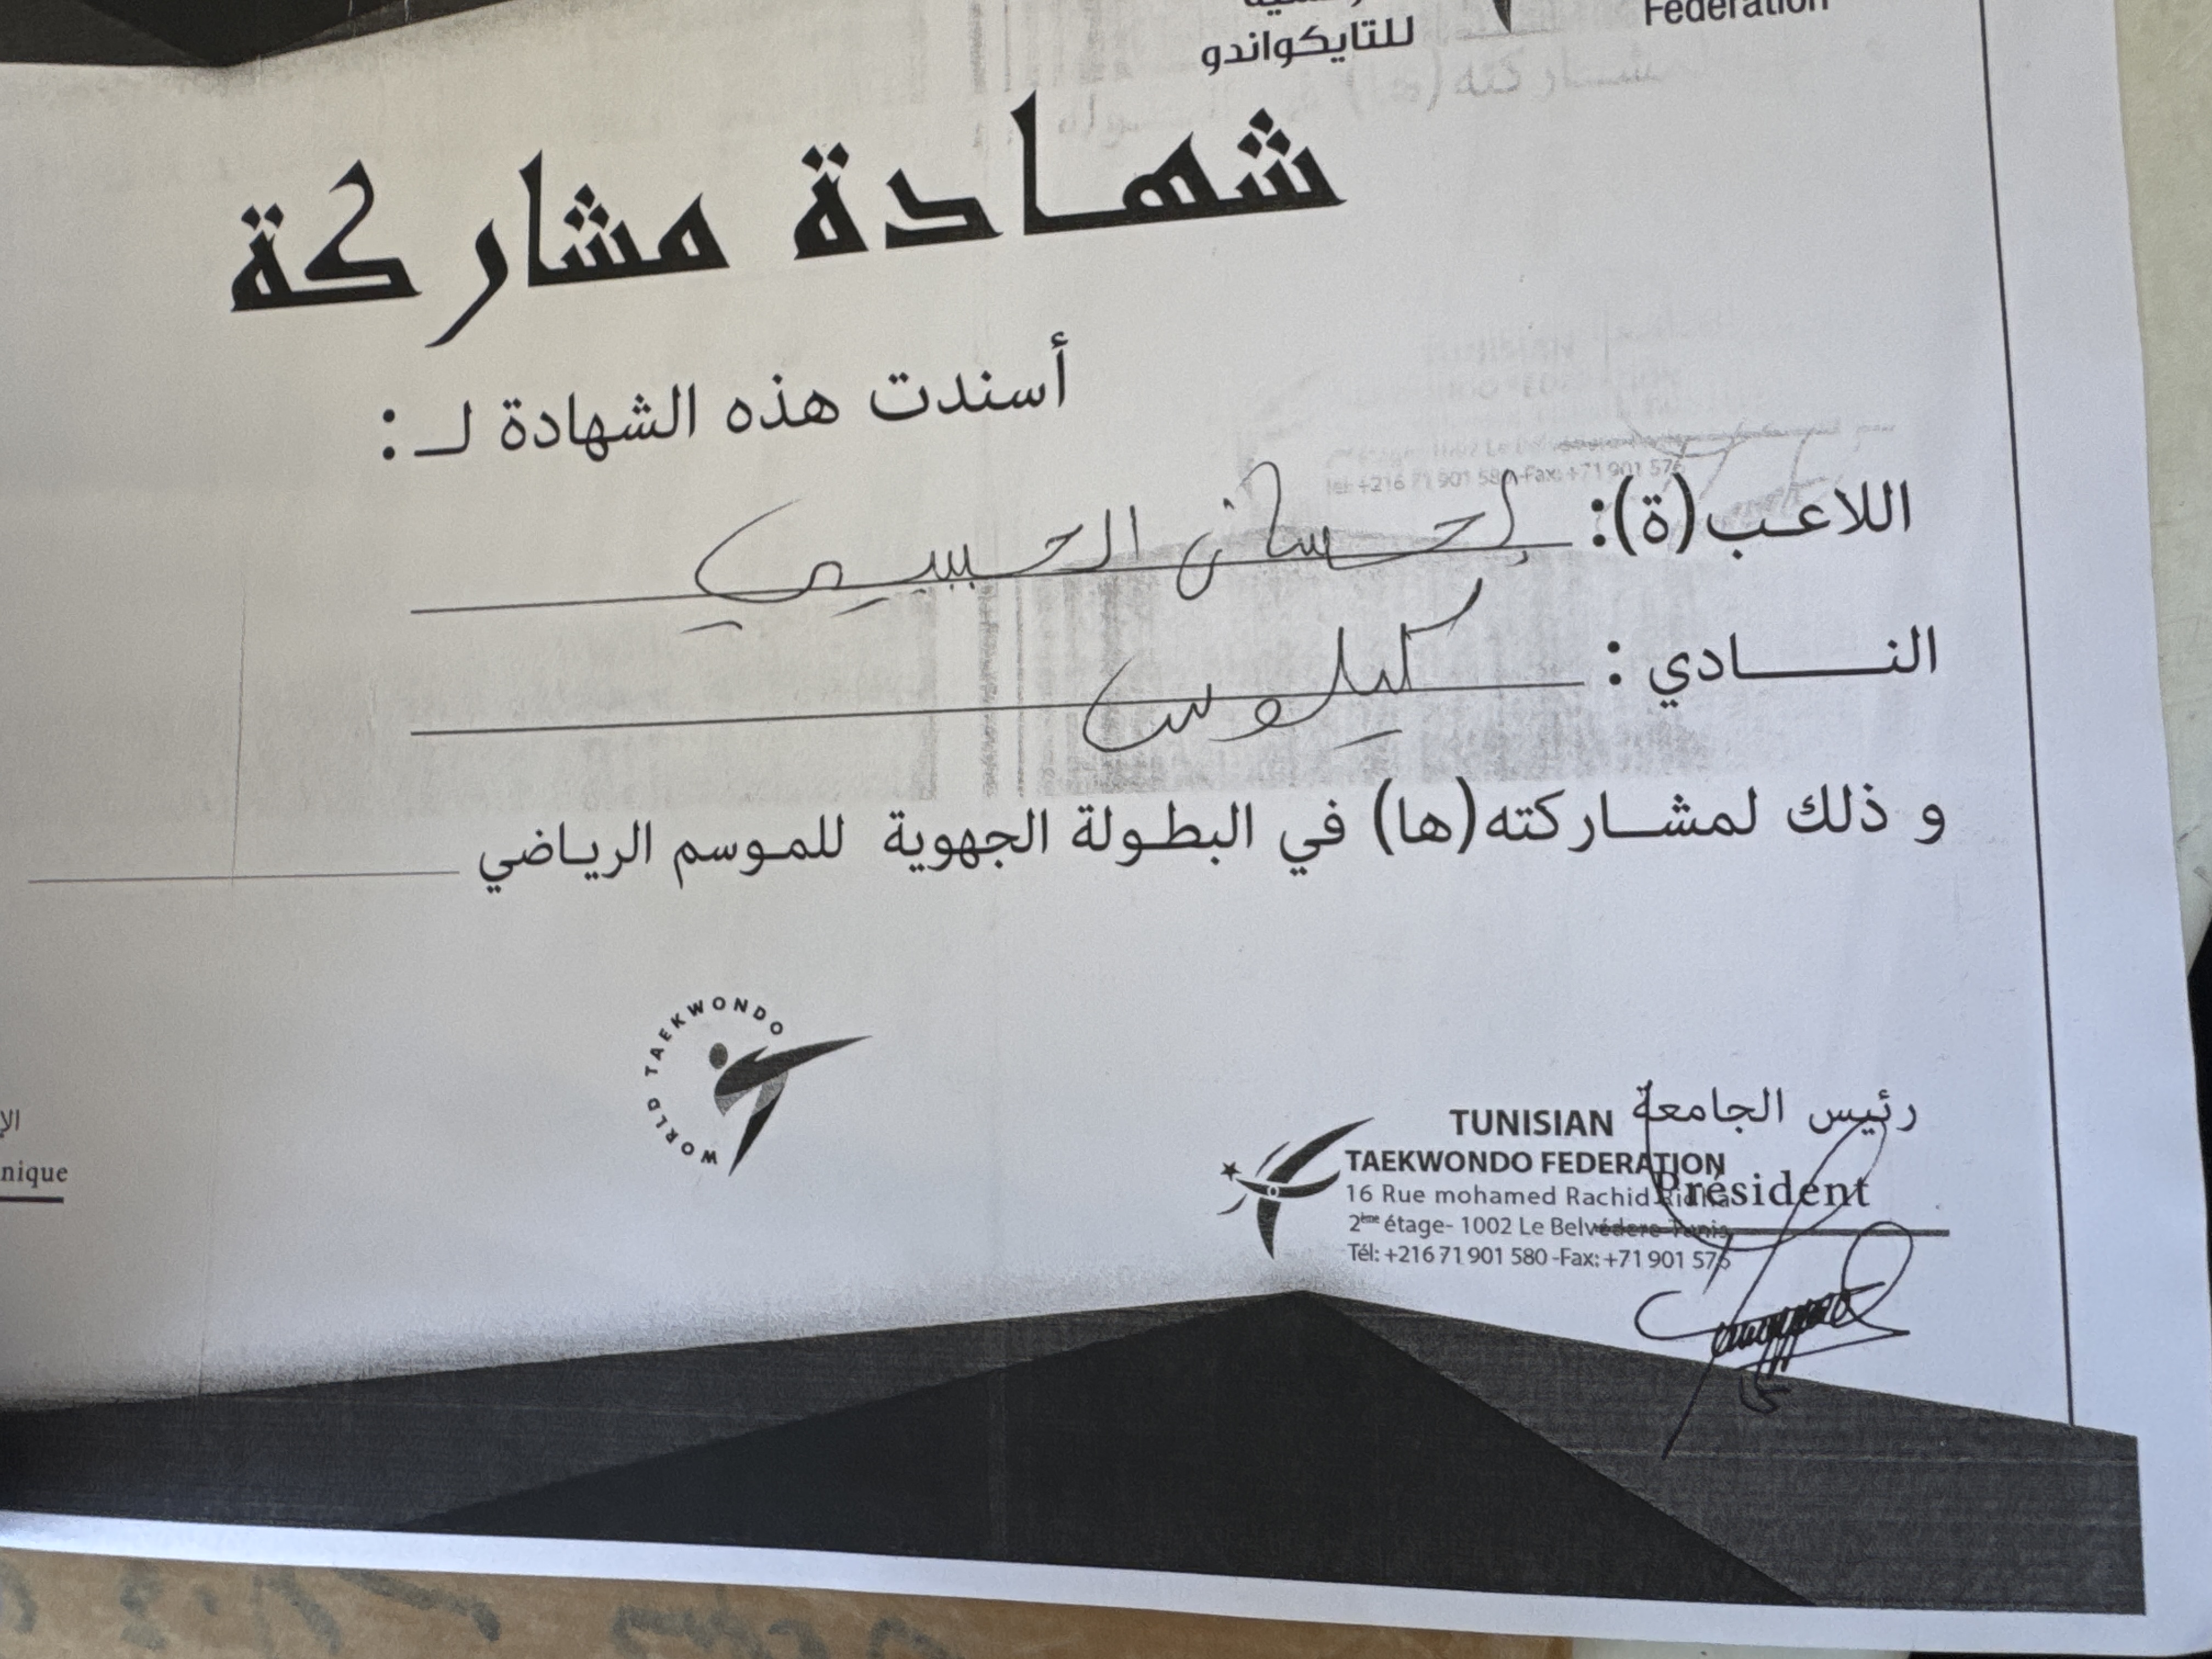 Federation
للتايكواندو
شهادة مشاركة
أسندت هذه الشهادة لـ :
اللاعب(ة): إحسان الحبيبي
النادي : كيلوس
و ذلك لمشاركته(ها) في البطولة الجهوية للموسم الرياضي
WORLD TAEKWONDO
رئيس الجامعة
Président
TUNISIAN
TAEKWONDO FEDERATION
16 Rue mohamed Rachid Ridha
2ème étage- 1002 Le Belvédere Tunis
Tél: +216 71 901 580 -Fax: +71 901 576
nique